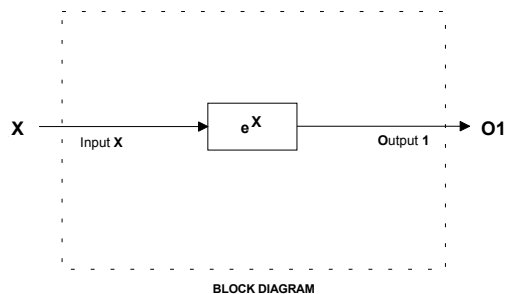 e^X
X
O1
Input X
Output 1
BLOCK DIAGRAM